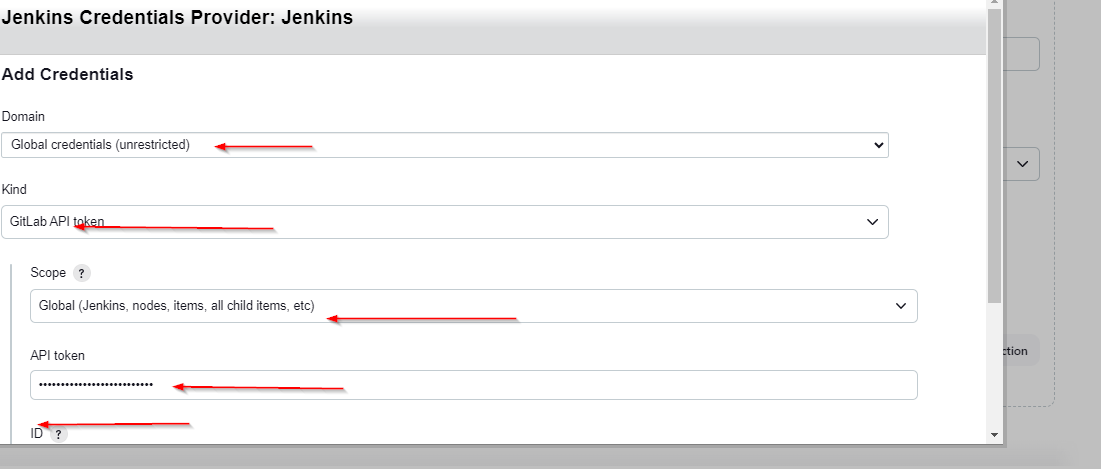 Jenkins Credentials Provider: Jenkins
Add Credentials
Domain
Global credentials (unrestricted)
Kind
GitLab API token
Scope ?
Global (Jenkins, nodes, items, all child items, etc)
API token
••••••••••••••••••••••••••
ction
ID ?